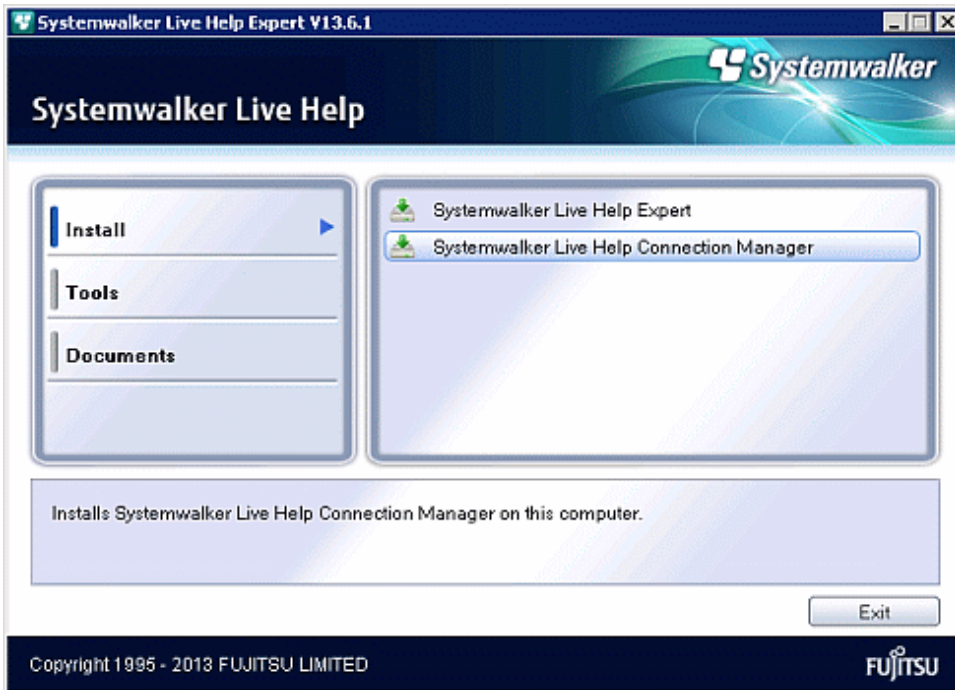 Systemwalker Live Help Expert V13.6.1
Systemwalker
Systemwalker Live Help
Install
Tools
Documents
Systemwalker Live Help Expert
Systemwalker Live Help Connection Manager
Installs Systemwalker Live Help Connection Manager on this computer.
Exit
Copyright 1995 - 2013 FUJITSU LIMITED
FUJITSU